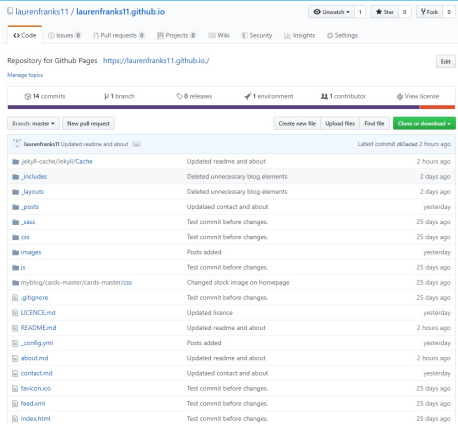 laurenfranks11 / laurenfranks11.github.io
Unwatch 1 Star 0 Fork 0
Code Issues 0 Pull requests 0 Projects 0 Wiki Security Insights Settings
Repository for Github Pages https://laurenfranks11.github.io./ Edit
Manage topics
14 commits 1 branch 0 releases 1 environment 1 contributor View license
Branch: master New pull request Create new file Upload files Find file Clone or download
laurenfranks11 Updated readme and about ... Latest commit 2 hours ago
.jekyll-cache/Jekyll/Cache Updated readme and about 2 hours ago
_includes Deleted unnecessary blog elements 2 days ago
_layouts Deleted unnecessary blog elements 2 days ago
_posts Updataed contact and about yesterday
_sass Test commit before changes. 25 days ago
css Test commit before changes. 25 days ago
images Posts added yesterday
js Test commit before changes. 25 days ago
myblog/cards-master/cards-master/css Changed stock image on homepage 25 days ago
.gitignore Test commit before changes. 25 days ago
LICENCE.md Updated licence yesterday
README.md Updated readme and about 2 hours ago
_config.yml Posts added yesterday
about.md Updated readme and about 2 hours ago
contact.md Updataed contact and about yesterday
favicon.ico Test commit before changes. 25 days ago
feed.xml Test commit before changes. 25 days ago
index.html Test commit before changes. 25 days ago